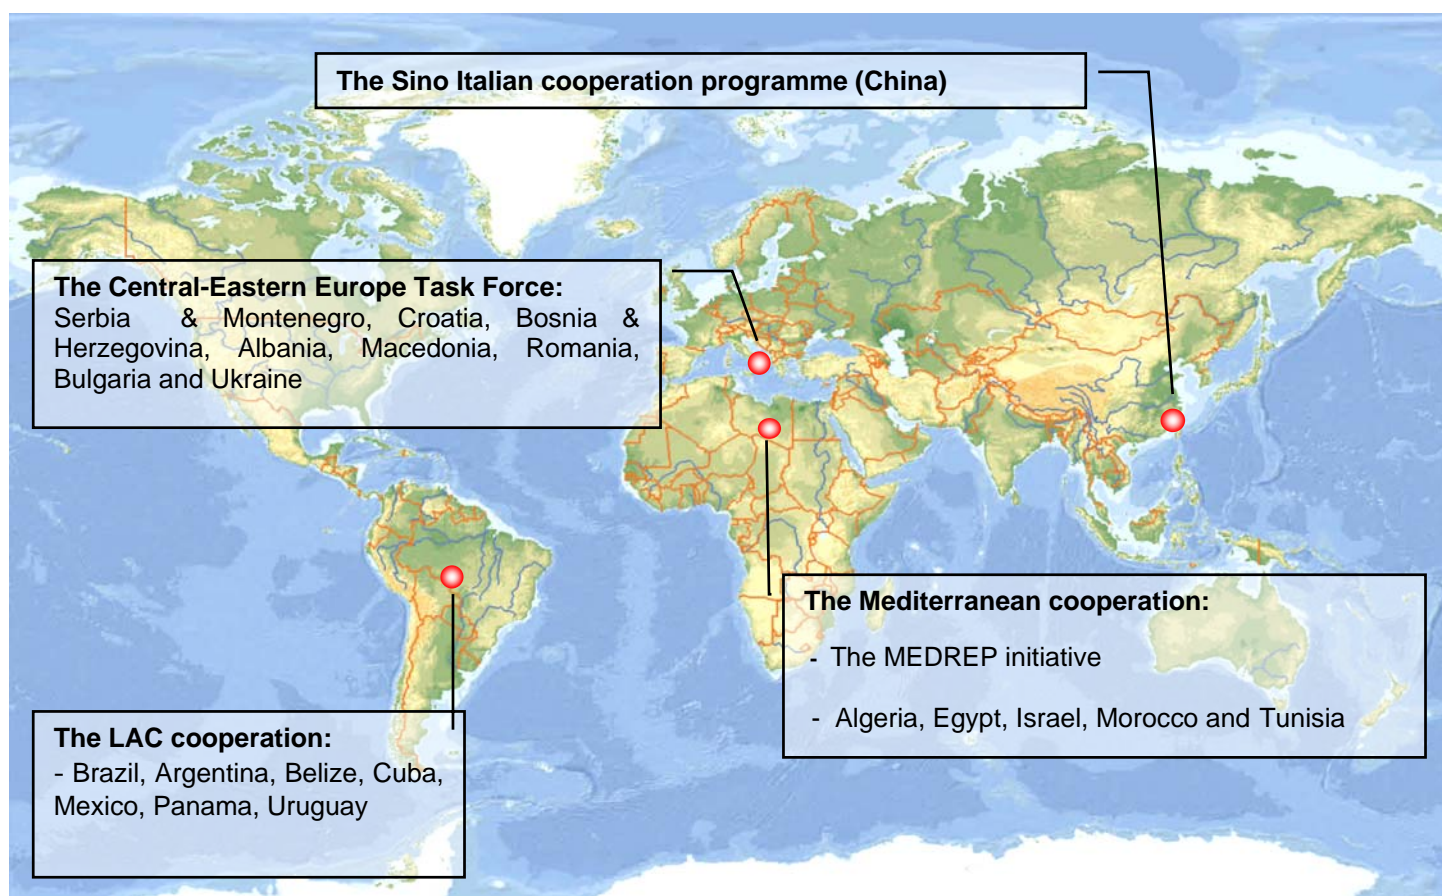 The Sino Italian cooperation programme (China)
The Central-Eastern Europe Task Force:
Serbia & Montenegro, Croatia, Bosnia &
Herzegovina, Albania, Macedonia, Romania,
Bulgaria and Ukraine
The Mediterranean cooperation:
- The MEDREP initiative
- Algeria, Egypt, Israel, Morocco and Tunisia
The LAC cooperation:
- Brazil, Argentina, Belize, Cuba,
Mexico, Panama, Uruguay